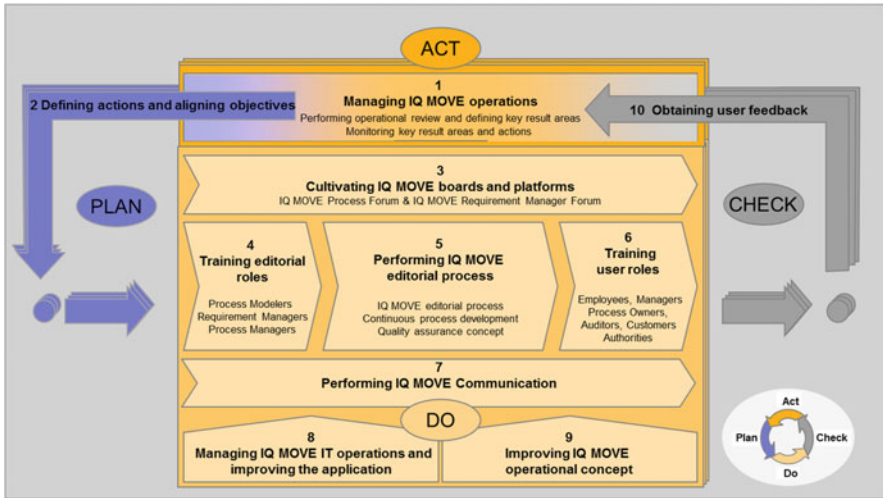 ACT
1
Managing IQ MOVE operations
Performing operational review and defining key result areas
Monitoring key result areas and actions
2 Defining actions and aligning objectives
10 Obtaining user feedback
PLAN
CHECK
3
Cultivating IQ MOVE boards and platforms
IQ MOVE Process Forum & IQ MOVE Requirement Manager Forum
4
Training editorial
roles
Process Modelers
Requirement Managers
Process Managers
5
Performing IQ MOVE
editorial process
IQ MOVE editorial process
Continuous process development
Quality assurance concept
6
Training
user roles
Employees, Managers
Process Owners,
Auditors, Customers
Authorities
7
Performing IQ MOVE Communication
DO
8
Managing IQ MOVE IT operations and
improving the application
9
Improving IQ MOVE
operational concept
Act
Plan
Check
Do